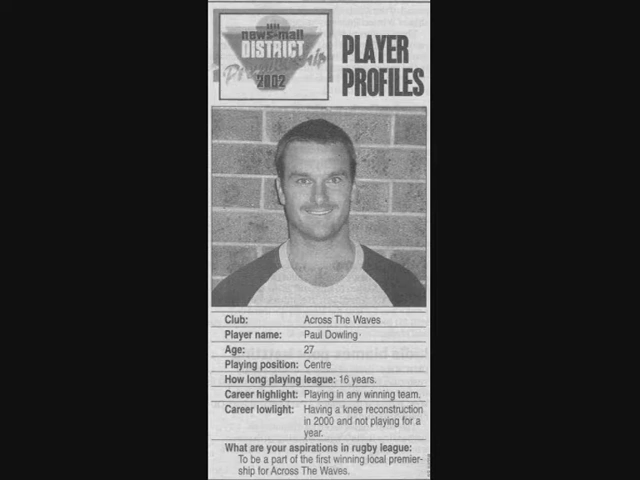 news-mail
DISTRICT
Premiership
2002
PLAYER
PROFILES
Club: Across The Waves
Player name: Paul Dowling
Age: 27
Playing position: Centre
How long playing league: 16 years.
Career highlight: Playing in any winning team.
Career lowlight: Having a knee reconstruction
in 2000 and not playing for a
year.
What are your aspirations in rugby league:
To be a part of the first winning local premier-
ship for Across The Waves.